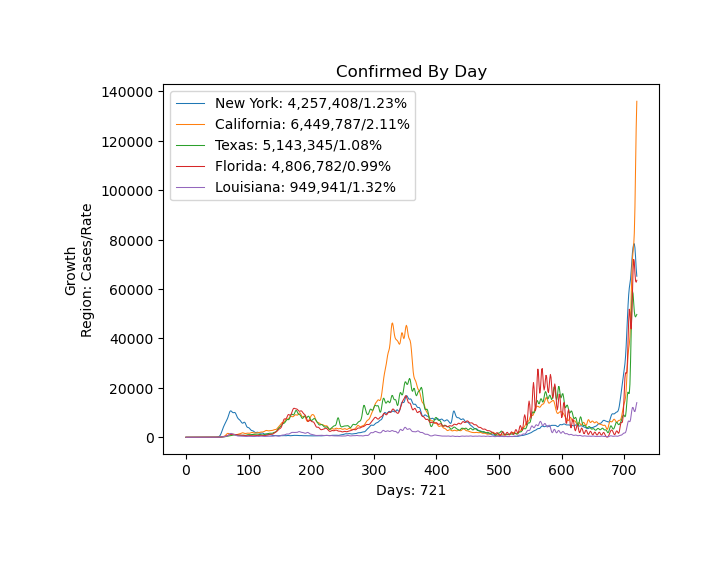 Confirmed By Day
140000
120000
100000
80000
60000
40000
20000
0
Growth
Region: Cases/Rate
New York: 4,257,408/1.23%
California: 6,449,787/2.11%
Texas: 5,143,345/1.08%
Florida: 4,806,782/0.99%
Louisiana: 949,941/1.32%
0 100 200 300 400 500 600 700
Days: 721